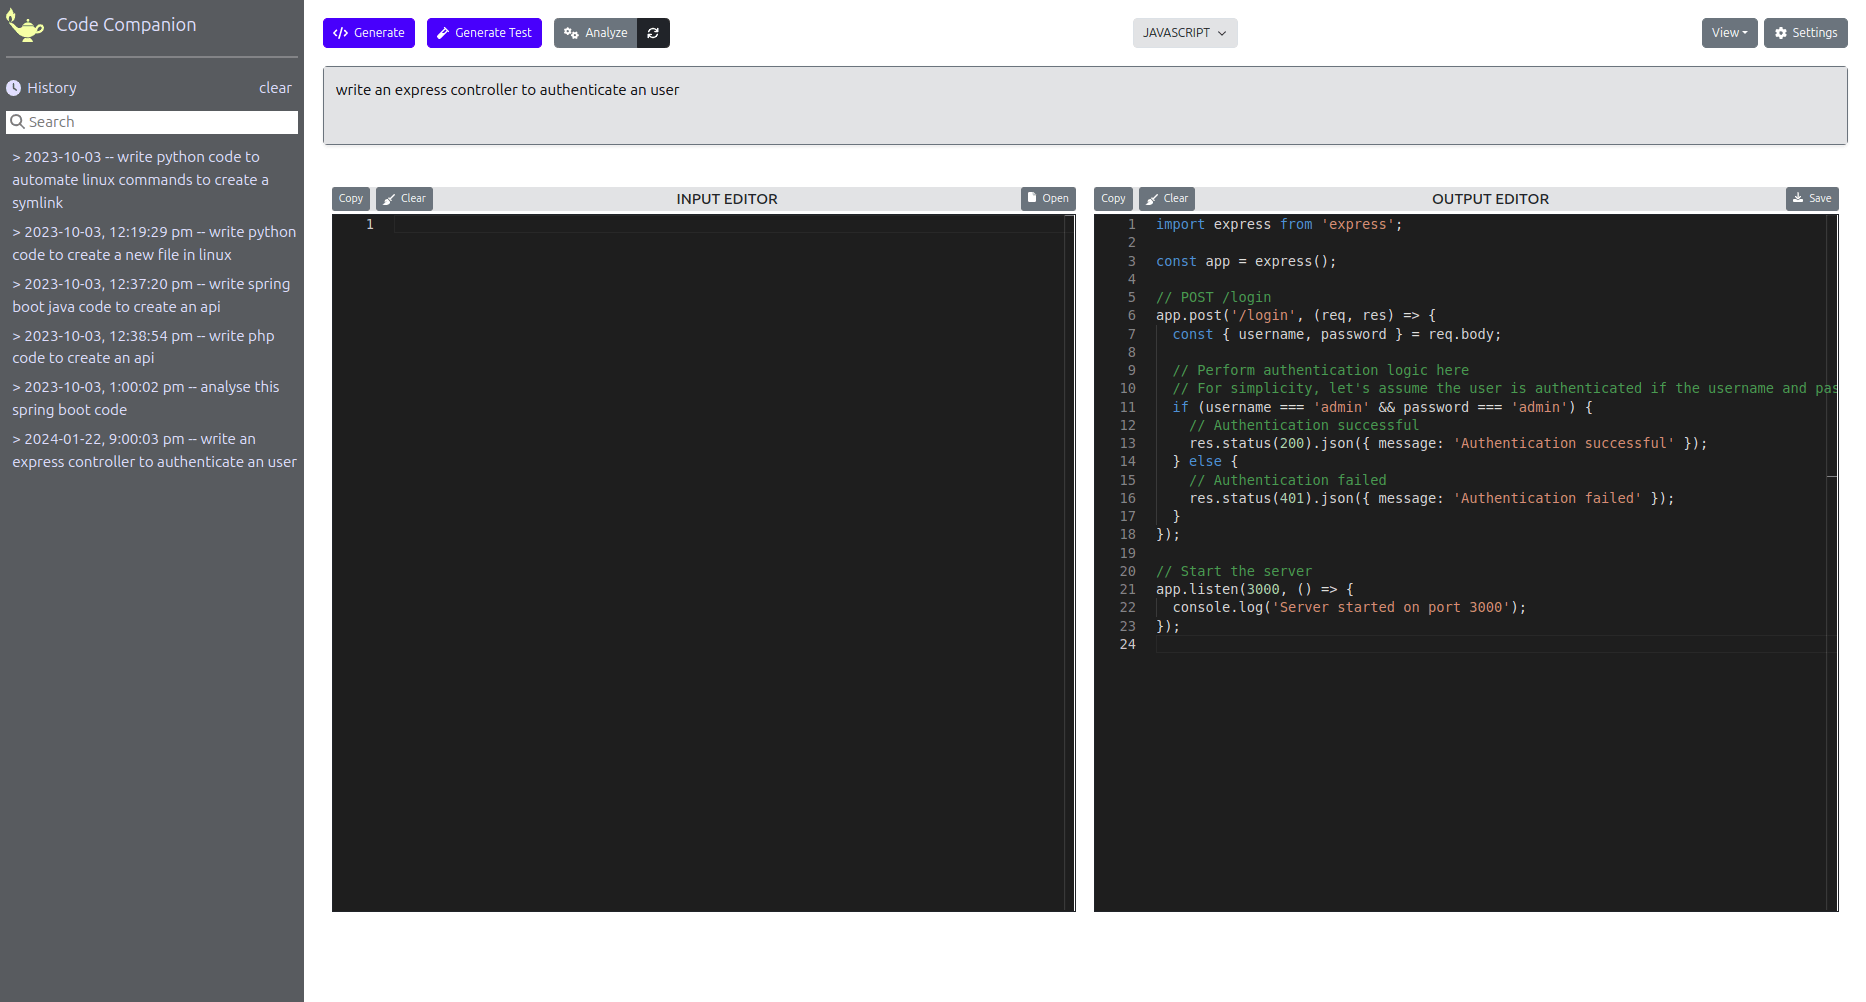 Code Companion
History clear
Search
> 2023-10-03 -- write python code to
automate linux commands to create a
symlink
> 2023-10-03, 12:19:29 pm -- write python
code to create a new file in linux
> 2023-10-03, 12:37:20 pm -- write spring
boot java code to create an api
> 2023-10-03, 12:38:54 pm -- write php
code to create an api
> 2023-10-03, 1:00:02 pm -- analyse this
spring boot code
> 2024-01-22, 9:00:03 pm -- write an
express controller to authenticate an user
</> Generate Generate Test Analyze JAVASCRIPT View Settings
write an express controller to authenticate an user
Copy Clear INPUT EDITOR Open
1
Copy Clear OUTPUT EDITOR Save
1 import express from 'express';
2
3 const app = express();
4
5 // POST /login
6 app.post('/login', (req, res) => {
7   const { username, password } = req.body;
8
9   // Perform authentication logic here
10   // For simplicity, let's assume the user is authenticated if the username and pas
11   if (username === 'admin' && password === 'admin') {
12     // Authentication successful
13     res.status(200).json({ message: 'Authentication successful' });
14   } else {
15     // Authentication failed
16     res.status(401).json({ message: 'Authentication failed' });
17   }
18 });
19
20 // Start the server
21 app.listen(3000, () => {
22   console.log('Server started on port 3000');
23 });
24